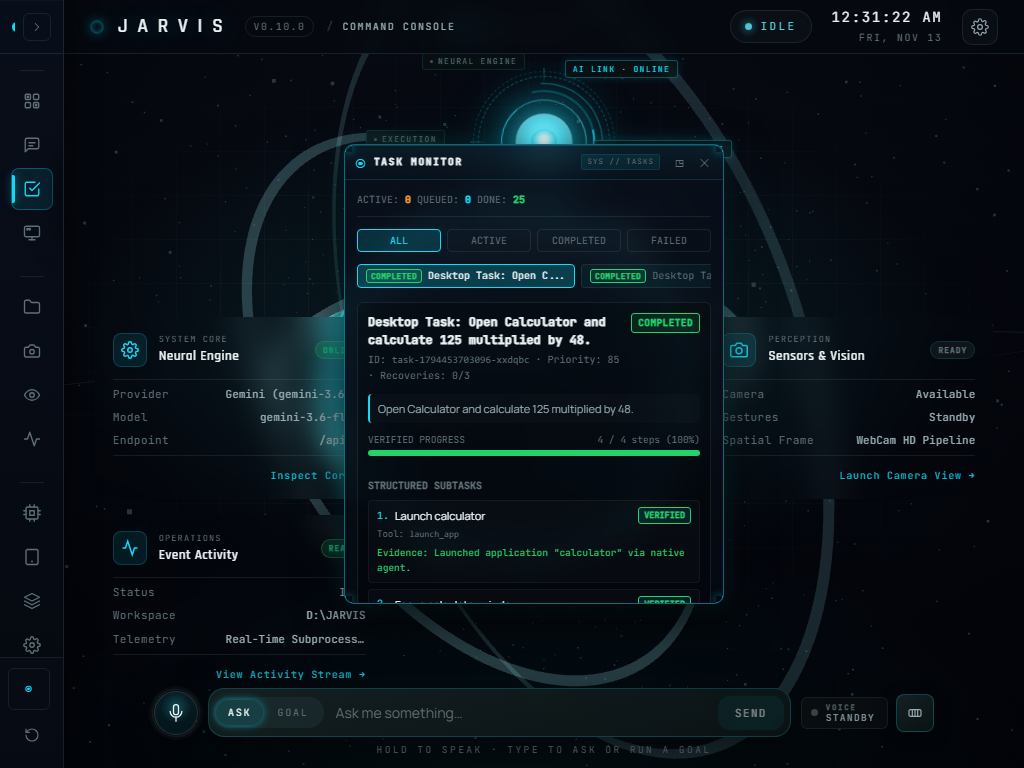 JARVIS
V0.10.0
/ COMMAND CONSOLE
IDLE
12:31:22 AM
FRI, NOV 13
NEURAL ENGINE
AI LINK · ONLINE
EXECUTION
TASK MONITOR
SYS // TASKS
ACTIVE: 0 QUEUED: 0 DONE: 25
ALL
ACTIVE
COMPLETED
FAILED
COMPLETED Desktop Task: Open C...
COMPLETED Desktop Ta
Desktop Task: Open Calculator and
calculate 125 multiplied by 48.
COMPLETED
ID: task-1794453703096-xxdqbc · Priority: 85
· Recoveries: 0/3
Open Calculator and calculate 125 multiplied by 48.
VERIFIED PROGRESS
4 / 4 steps (100%)
STRUCTURED SUBTASKS
1. Launch calculator
VERIFIED
Tool: launch_app
Evidence: Launched application "calculator" via native
agent.
VERIFIED
SYSTEM CORE
Neural Engine
Provider
Gemini (gemini-3.6
Model
gemini-3.6-fl
Endpoint
/api
Inspect Cor
PERCEPTION
Sensors & Vision
READY
Camera
Available
Gestures
Standby
Spatial Frame
WebCam HD Pipeline
Launch Camera View →
OPERATIONS
Event Activity
Status
Workspace
D:\JARVIS
Telemetry
Real-Time Subprocess…
View Activity Stream →
ASK
GOAL
Ask me something...
SEND
VOICE
STANDBY
HOLD TO SPEAK · TYPE TO ASK OR RUN A GOAL